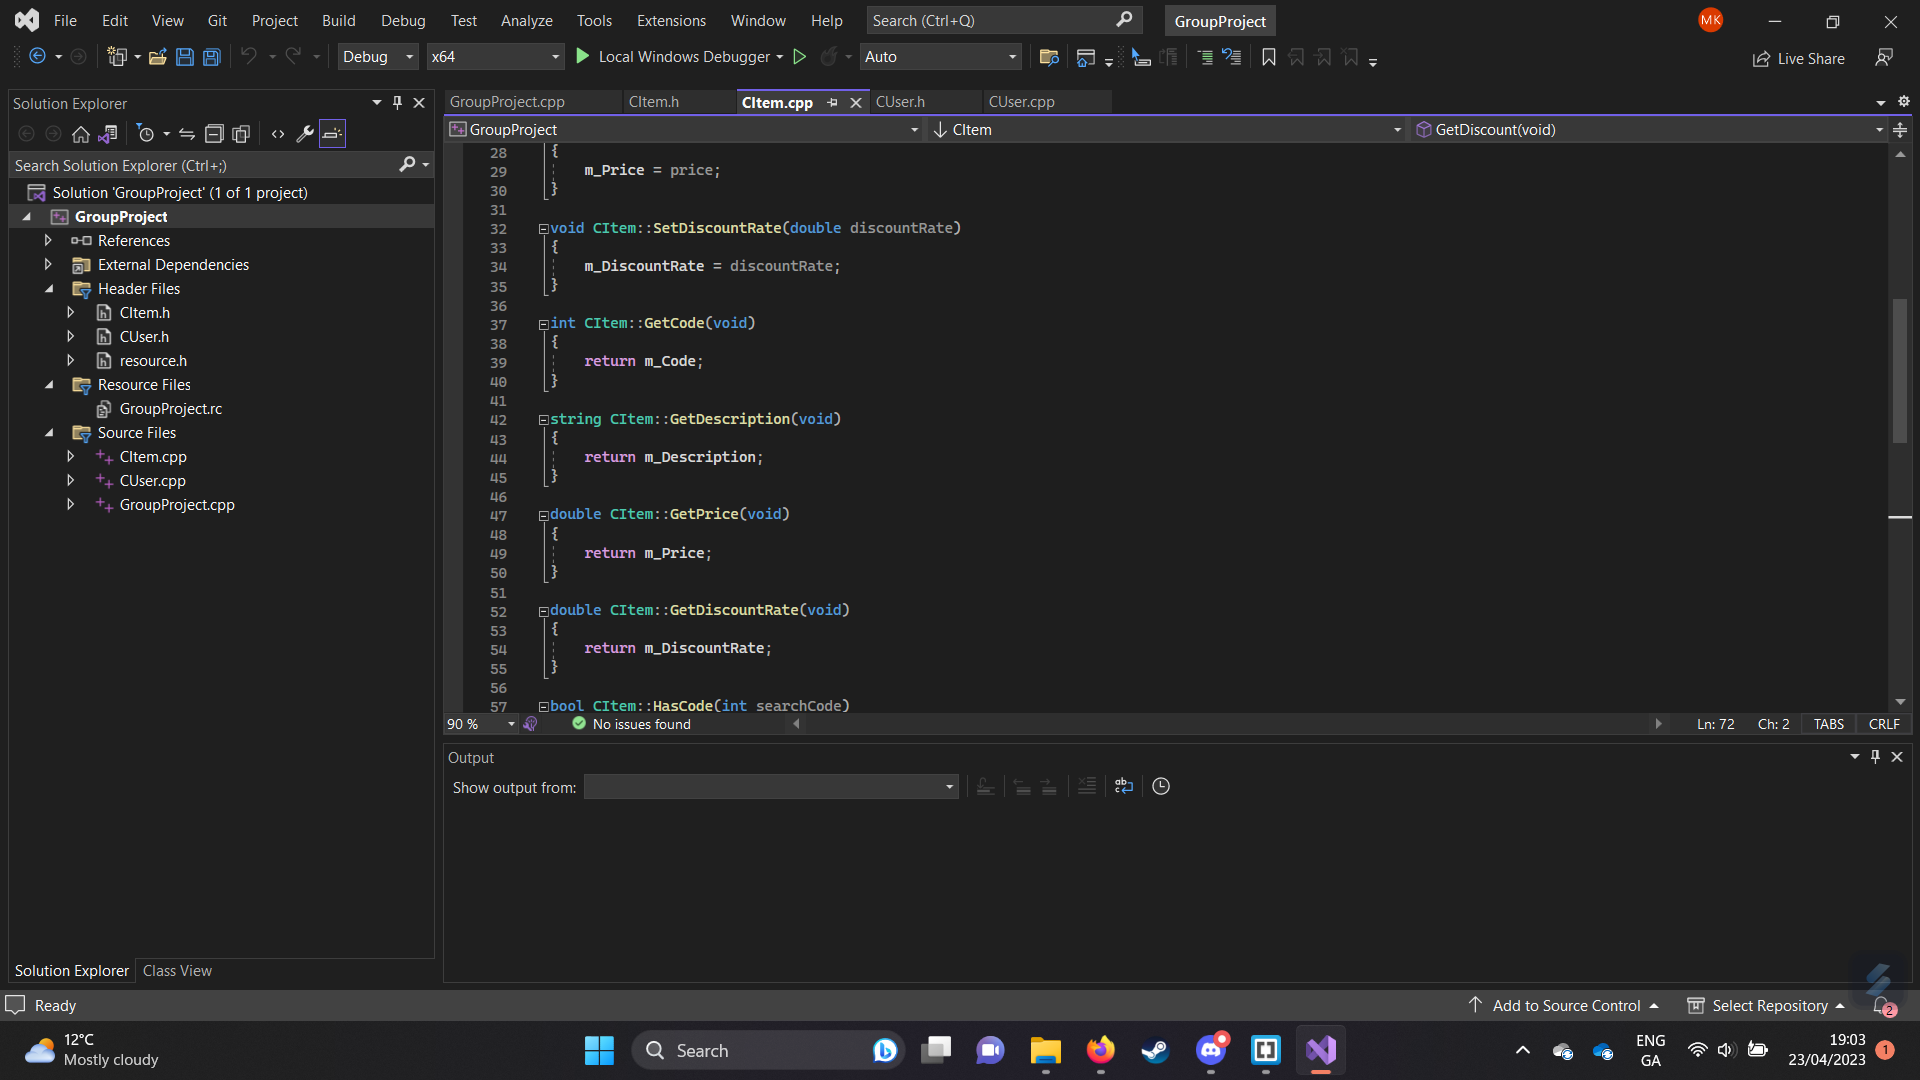 File Edit View Git Project Build Debug Test Analyze Tools Extensions Window Help Search (Ctrl+Q) GroupProject MK
Debug x64 Local Windows Debugger Auto Live Share
Solution Explorer
Search Solution Explorer (Ctrl+;)
Solution 'GroupProject' (1 of 1 project)
GroupProject
References
External Dependencies
Header Files
CItem.h
CUser.h
resource.h
Resource Files
GroupProject.rc
Source Files
CItem.cpp
CUser.cpp
GroupProject.cpp
Solution Explorer Class View
GroupProject.cpp CItem.h CItem.cpp CUser.h CUser.cpp
GroupProject CItem GetDiscount(void)
28 {
29 m_Price = price;
30 }
31
32 void CItem::SetDiscountRate(double discountRate)
33 {
34 m_DiscountRate = discountRate;
35 }
36
37 int CItem::GetCode(void)
38 {
39 return m_Code;
40 }
41
42 string CItem::GetDescription(void)
43 {
44 return m_Description;
45 }
46
47 double CItem::GetPrice(void)
48 {
49 return m_Price;
50 }
51
52 double CItem::GetDiscountRate(void)
53 {
54 return m_DiscountRate;
55 }
56
57 bool CItem::HasCode(int searchCode)
90 % No issues found Ln: 72 Ch: 2 TABS CRLF
Output
Show output from:
Ready Add to Source Control Select Repository 2
12°C
Mostly cloudy
Search
ENG
GA
19:03
23/04/2023
1